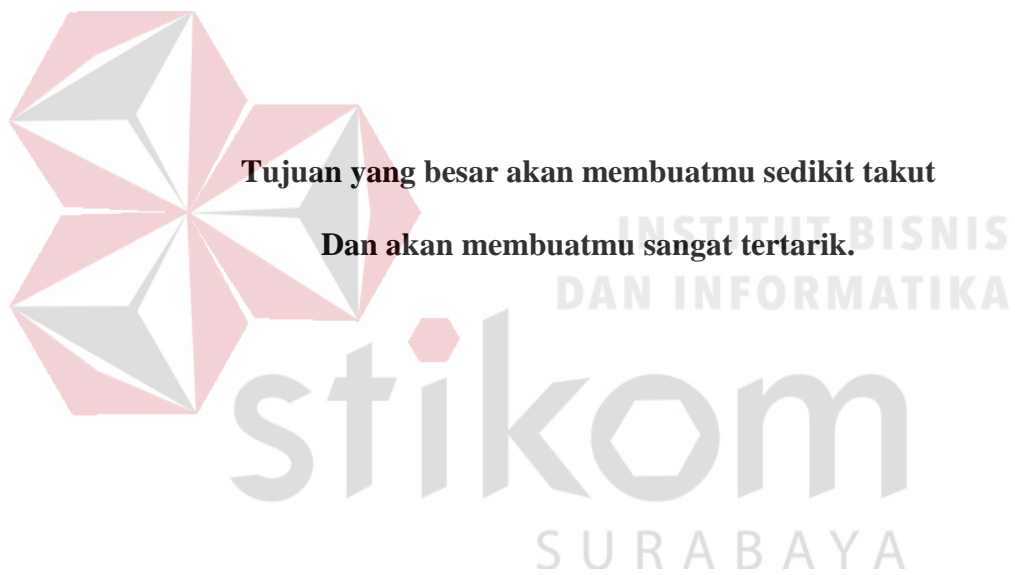 Tujuan yang besar akan membuatmu sedikit takut
INSTITUT BISNIS
Dan akan membuatmu sangat tertarik.
DAN INFORMATIKA
stikom
SURABAYA